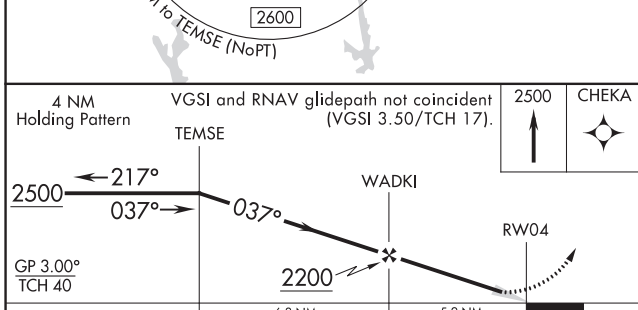 to TEMSE (NoPT)
2600
4 NM
Holding Pattern
VGSI and RNAV glidepath not coincident
(VGSI 3.50/TCH 17).
2500
CHEKA
TEMSE
217°
2500
037°
037°
WADKI
RW04
2200
GP 3.00°
TCH 40